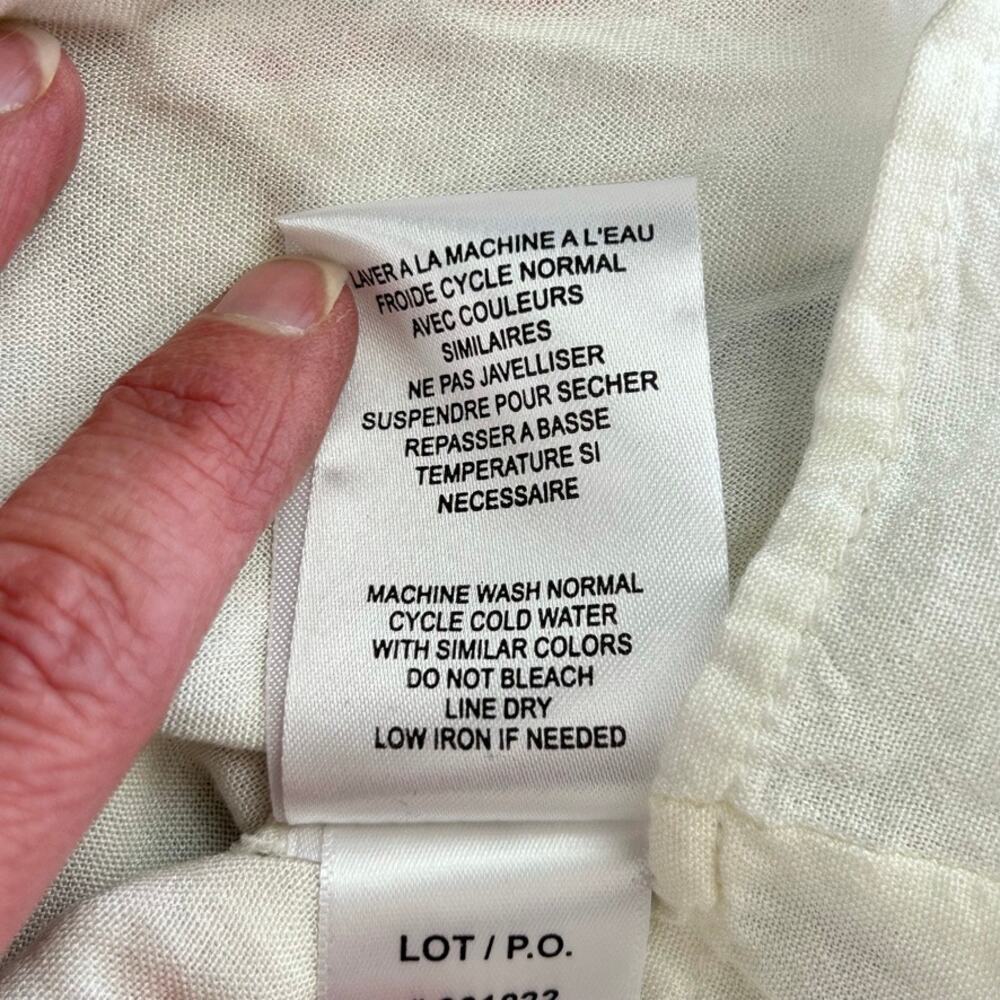 LAVER A LA MACHINE A L'EAU
FROIDE CYCLE NORMAL
AVEC COULEURS
SIMILAIRES
NE PAS JAVELLISER
SUSPENDRE POUR SECHER
REPASSER A BASSE
TEMPERATURE SI
NECESSAIRE
MACHINE WASH NORMAL
CYCLE COLD WATER
WITH SIMILAR COLORS
DO NOT BLEACH
LINE DRY
LOW IRON IF NEEDED
LOT / P.O.